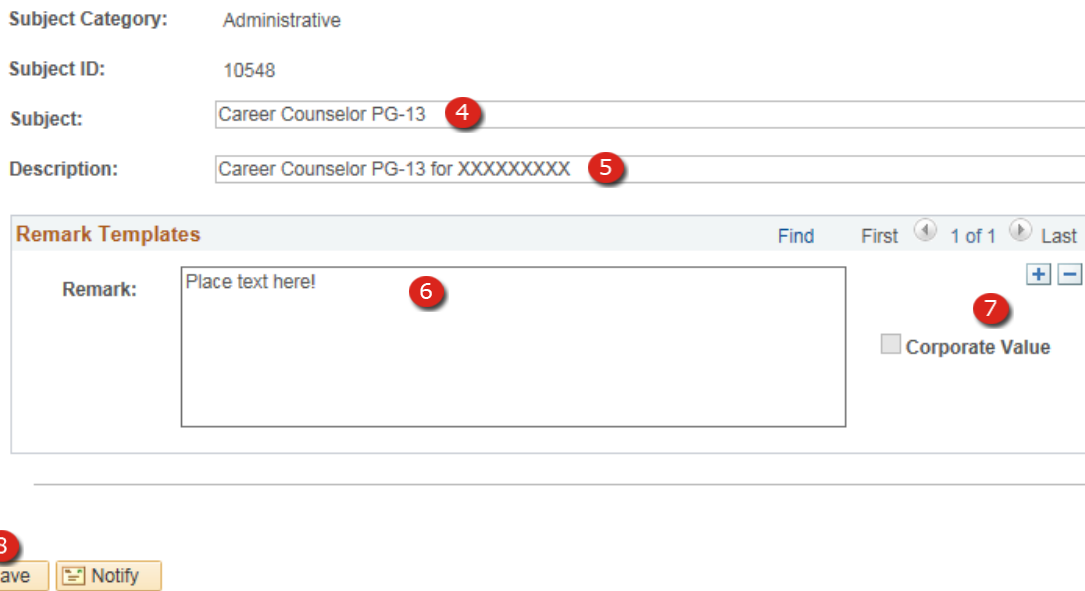 Subject Category: Administrative
Subject ID: 10548
Subject: Career Counselor PG-13 4
Description: Career Counselor PG-13 for XXXXXXXXX 5
Remark Templates Find First 1 of 1 Last
Remark: Place text here! 6
7
Corporate Value
ave Notify